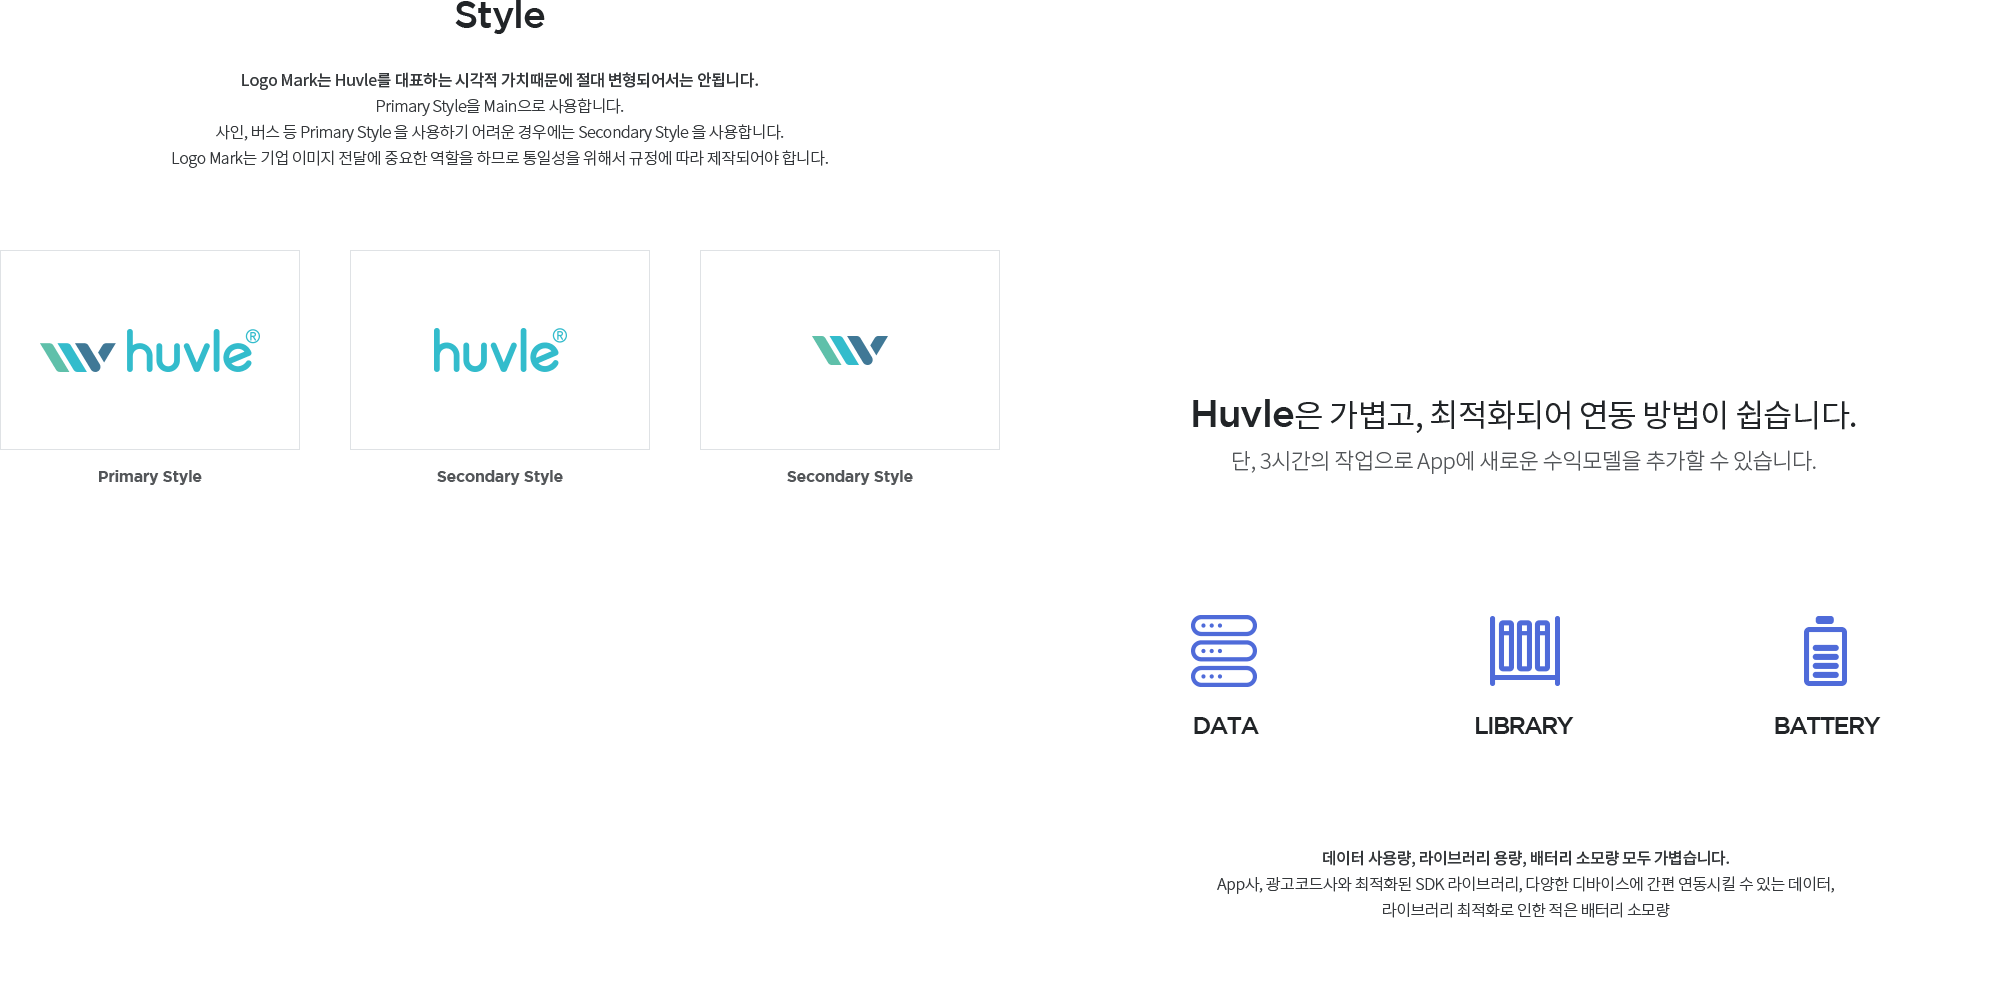 Style
Logo Mark는 Huvle를 대표하는 시각적 가치때문에 절대 변형되어서는 안됩니다.
Primary Style을 Main으로 사용합니다.
사인, 버스 등 Primary Style 을 사용하기 어려운 경우에는 Secondary Style 을 사용합니다.
Logo Mark는 기업 이미지 전달에 중요한 역할을 하므로 통일성을 위해서 규정에 따라 제작되어야 합니다.
huvle®
huvle®
Primary Style
Secondary Style
Secondary Style
Huvle은 가볍고, 최적화되어 연동 방법이 쉽습니다.
단, 3시간의 작업으로 App에 새로운 수익모델을 추가할 수 있습니다.
DATA
LIBRARY
BATTERY
데이터 사용량, 라이브러리 용량, 배터리 소모량 모두 가볍습니다.
App사, 광고코드사와 최적화된 SDK 라이브러리, 다양한 디바이스에 간편 연동시킬 수 있는 데이터,
라이브러리 최적화로 인한 적은 배터리 소모량